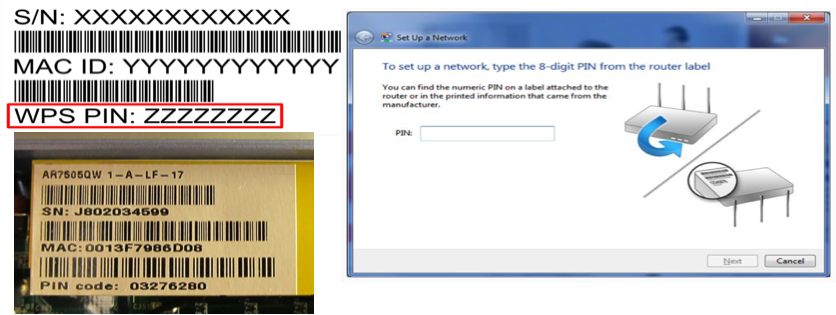 S/N: XXXXXXXXXXXXX
MAC ID: YYYYYYYYYYYY
WPS PIN: ZZZZZZZZ
AR7505QW 1-A-LF-17
SN: J802034599
MAC:0013F7986D08
PIN code: 03276280
Set Up a Network
To set up a network, type the 8-digit PIN from the router label
You can find the numeric PIN on a label attached to the
router or in the printed information that came from the
manufacturer.
PIN:
Next
Cancel